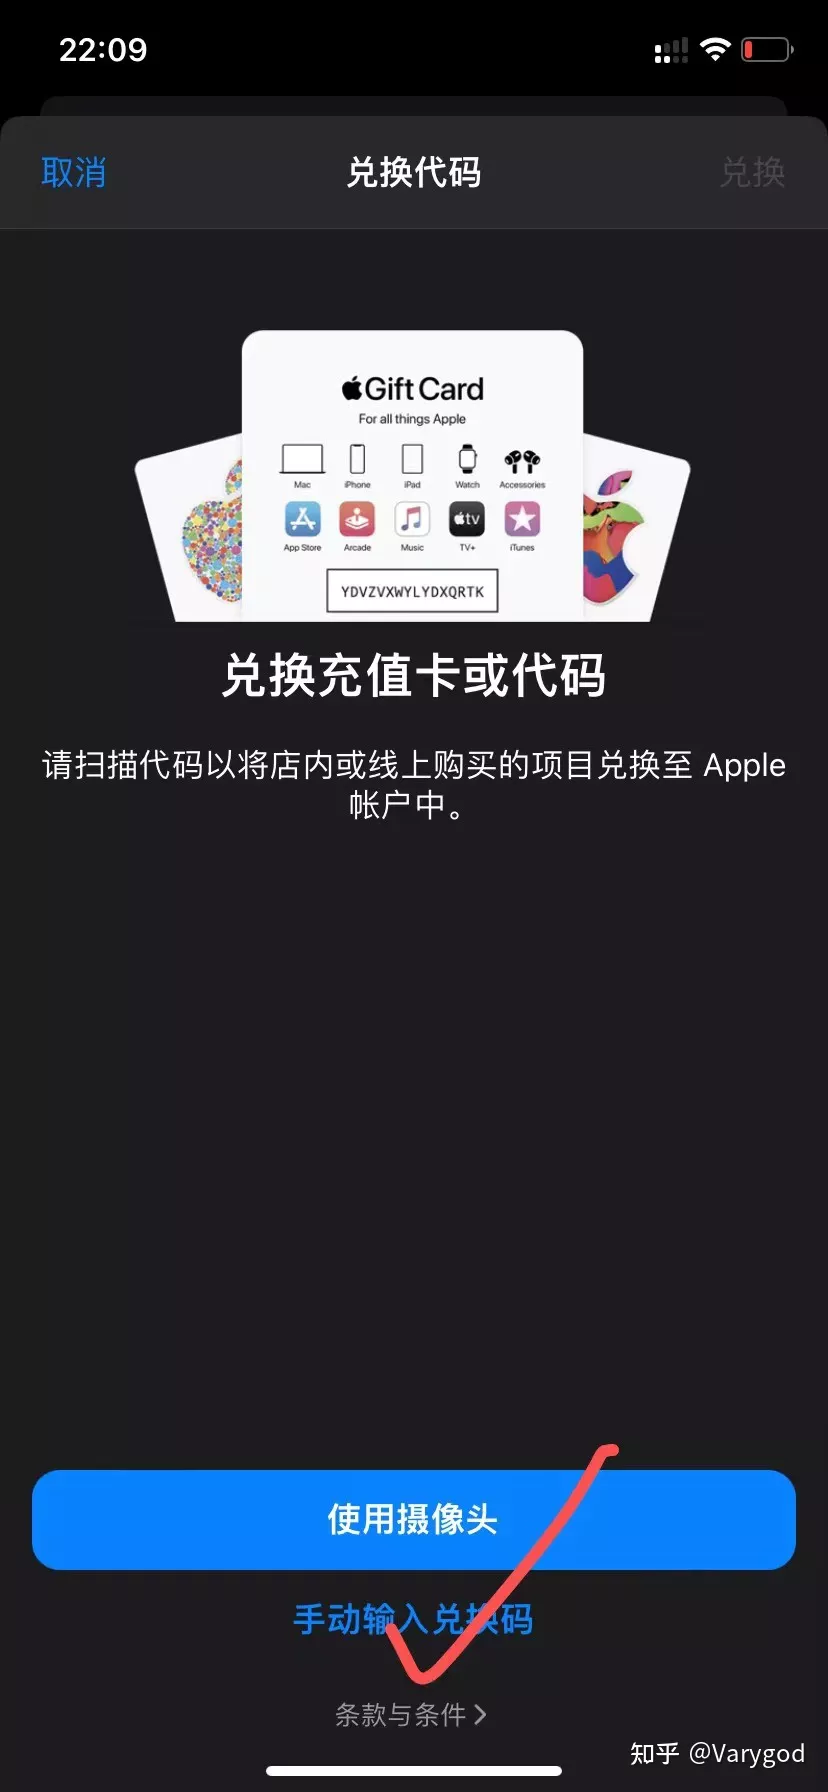 22:09
取消
兑换代码
兑换
Gift Card
For all things Apple
Mac
iPhone
iPad
Watch
Accessories
tv
App Store
Arcade
Music
TV+
iTunes
YDVZVXWYLYDXQRTK
兑换充值卡或代码
请扫描代码以将店内或线上购买的项目兑换至 Apple
帐户中。
使用摄像头
手动输入兑换码
条款与条件
知乎 @Varygod